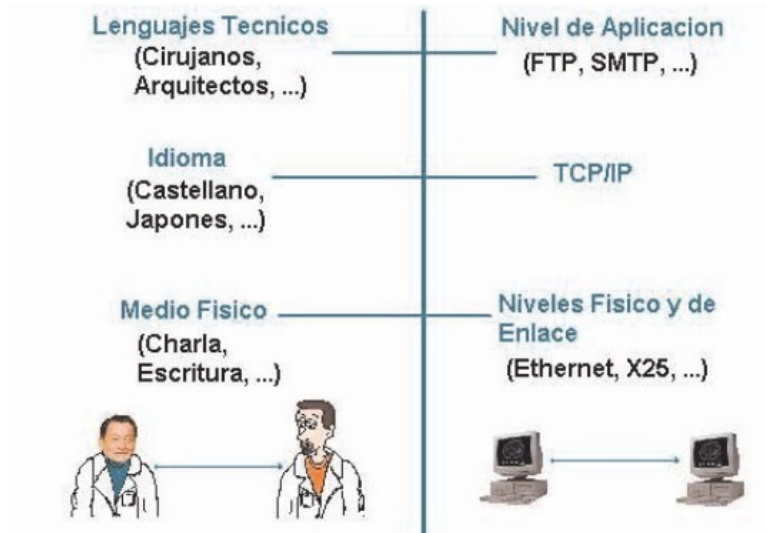 Lenguajes Tecnicos
(Cirujanos,
Arquitectos, ...)
Nivel de Aplicacion
(FTP, SMTP, ...)
Idioma
(Castellano,
Japones, ...)
TCP/IP
Medio Fisico
(Charla,
Escritura, ...)
Niveles Fisico y de
Enlace
(Ethernet, X25, ...)